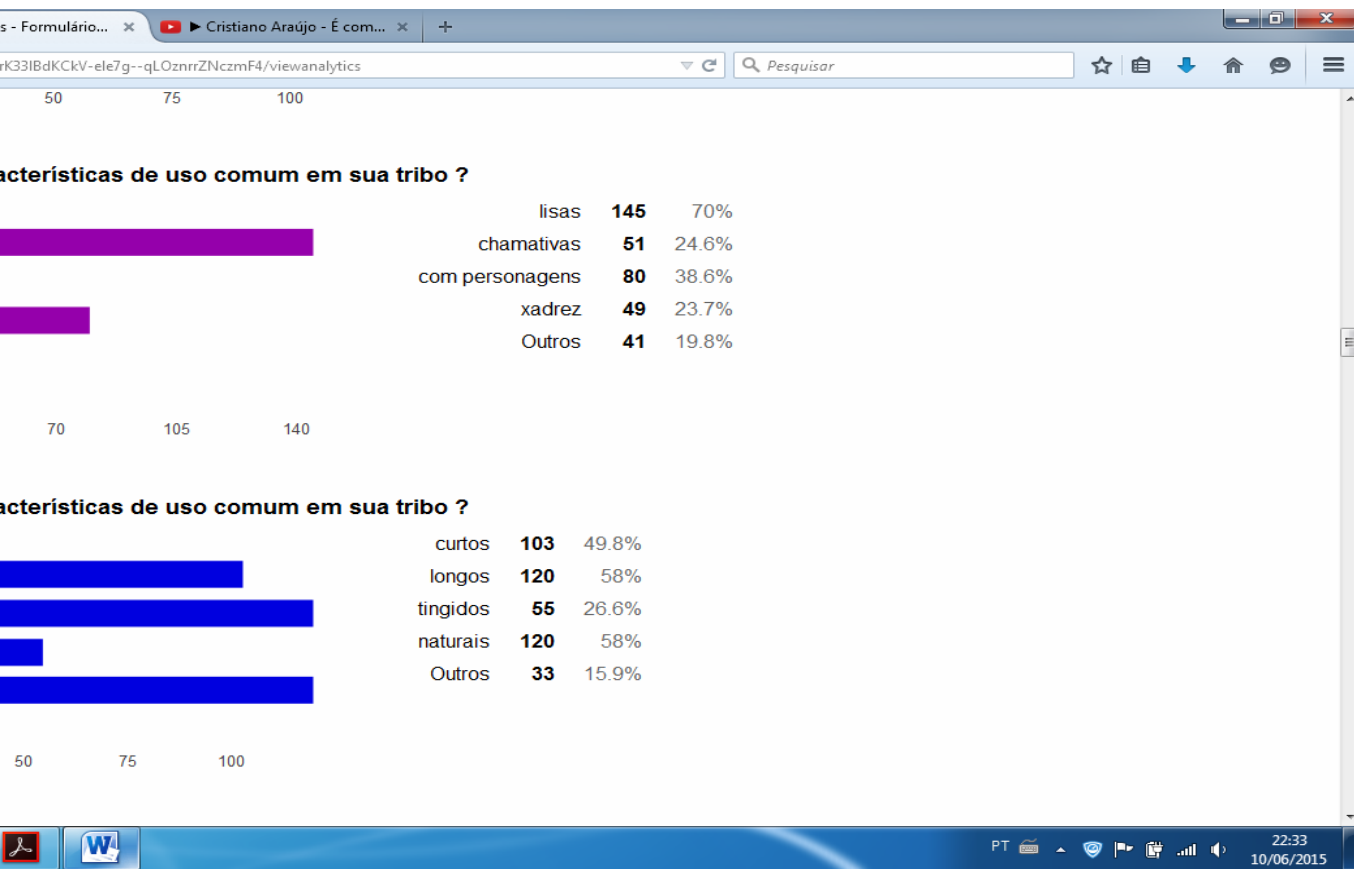 s - Formulário...
▶ Cristiano Araújo - É com...
rK33IBdKCkV-ele7g--qLOznrrZNczmF4/viewanalytics
Pesquisar
50 75 100
acterísticas de uso comum em sua tribo ?
lisas 145 70%
chamativas 51 24.6%
com personagens 80 38.6%
xadrez 49 23.7%
Outros 41 19.8%
70 105 140
acterísticas de uso comum em sua tribo ?
curtos 103 49.8%
longos 120 58%
tingidos 55 26.6%
naturais 120 58%
Outros 33 15.9%
50 75 100
PT
22:33
10/06/2015